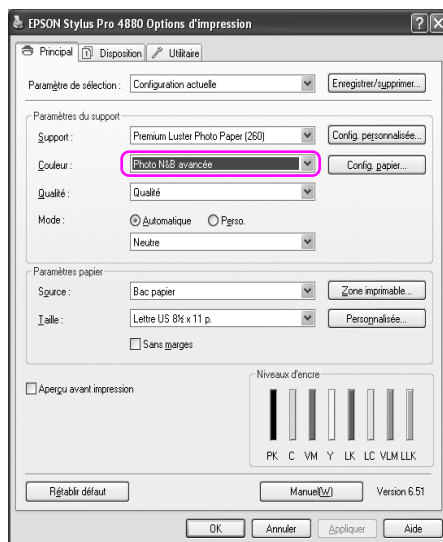 EPSON Stylus Pro 4880 Options d'impression
Principal Disposition Utilitaire
Paramètre de sélection : Configuration actuelle Enregistrer/supprimer...
Paramètres du support
Support : Premium Luster Photo Paper (260) Config. personnalisée...
Couleur : Photo N&B avancée Config. papier...
Qualité : Qualité
Mode : Automatique Perso.
Neutre
Paramètres papier
Source : Bac papier Zone imprimable...
Taille : Lettre US 8½ x 11 p. Personnalisée...
Sans marges
Niveaux d'encre
Aperçu avant impression
PK C VM Y LK LC VLM LLK
Rétablir défaut Manuel(W) Version 6.51
OK Annuler Appliquer Aide